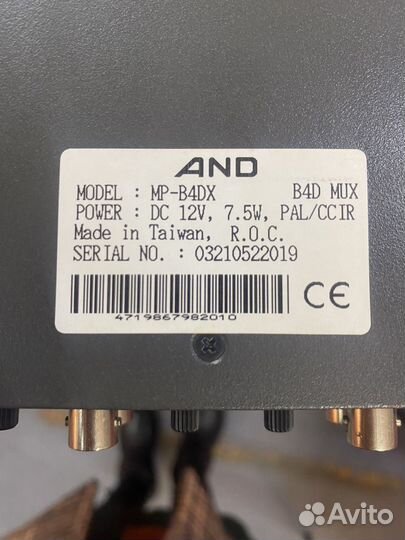 AND
MODEL : MP-B4DX B4D MUX
POWER : DC 12V, 7.5W, PAL/CCIR
Made in Taiwan, R.O.C.
SERIAL NO. : 03210522019
4719867982010
CE
Avito